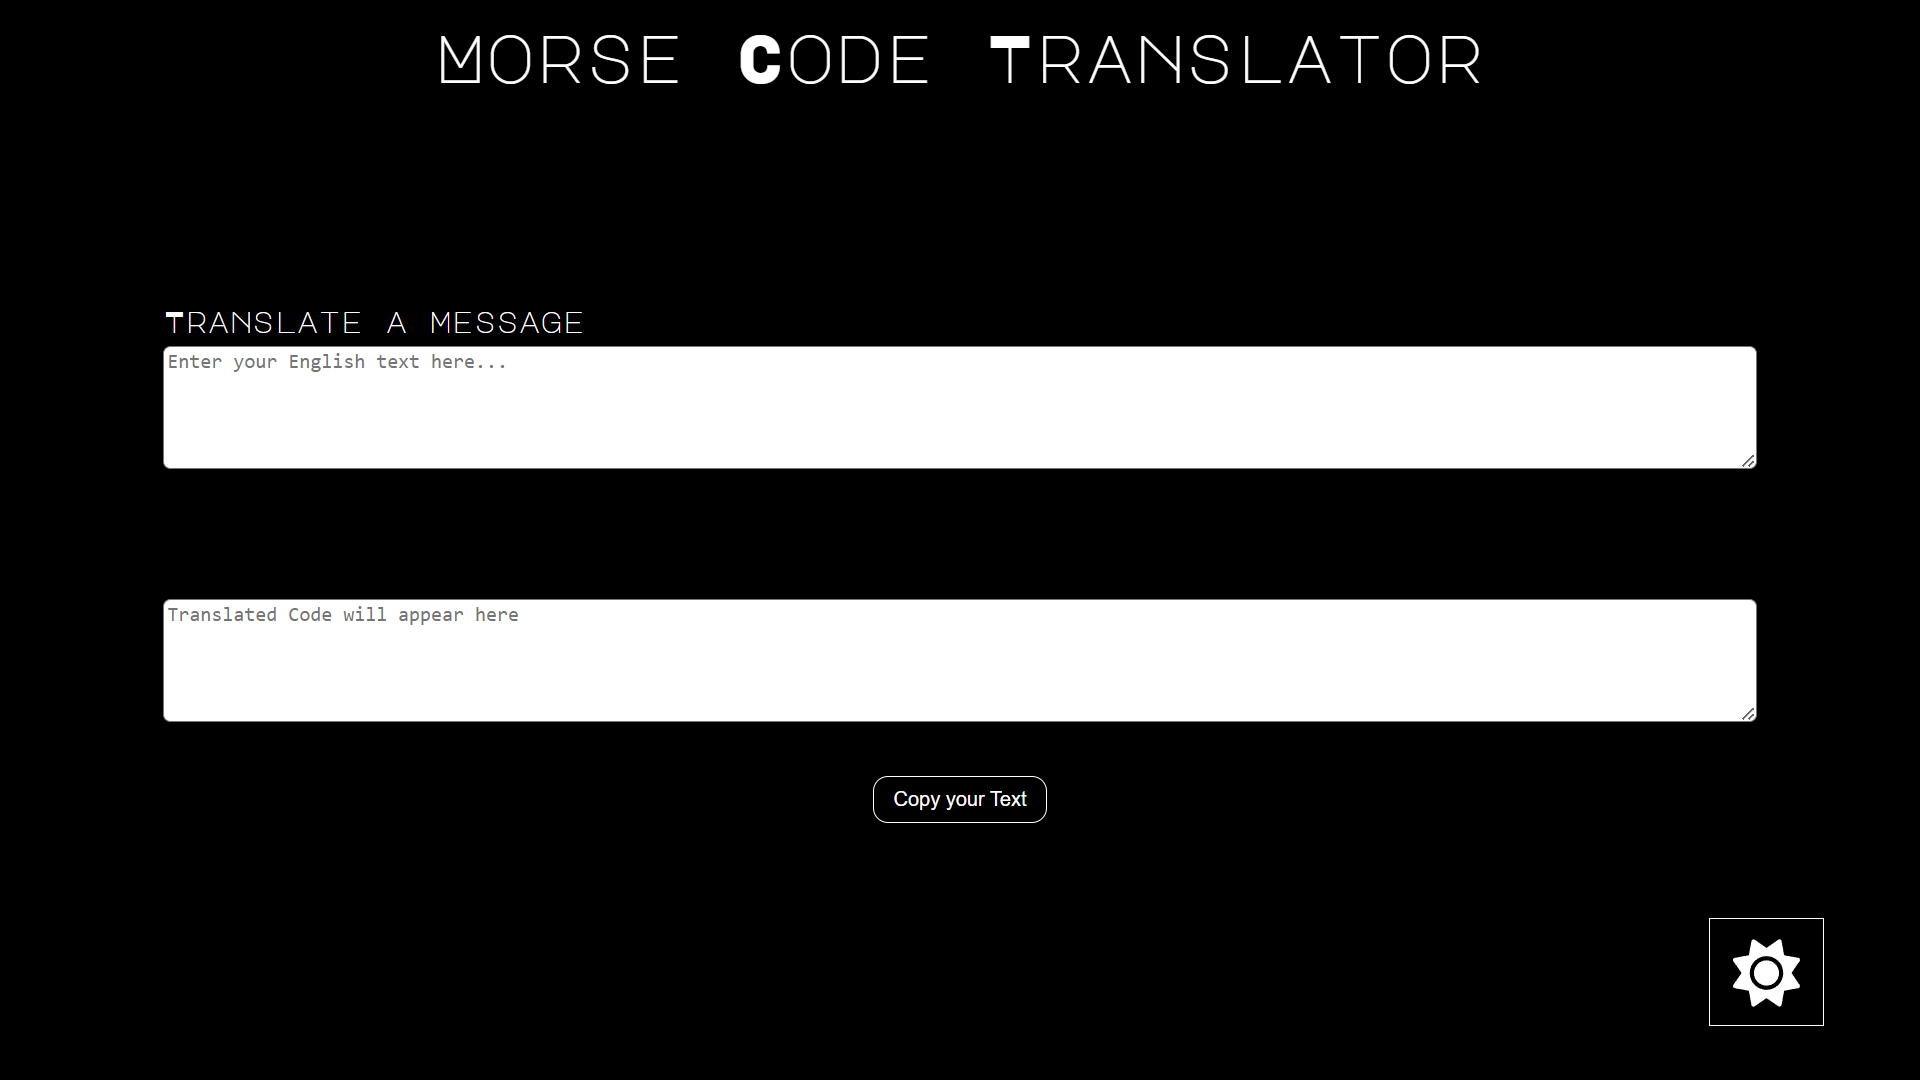 Morse Code Translator
Translate a message
Enter your English text here...
Translated Code will appear here
Copy your Text